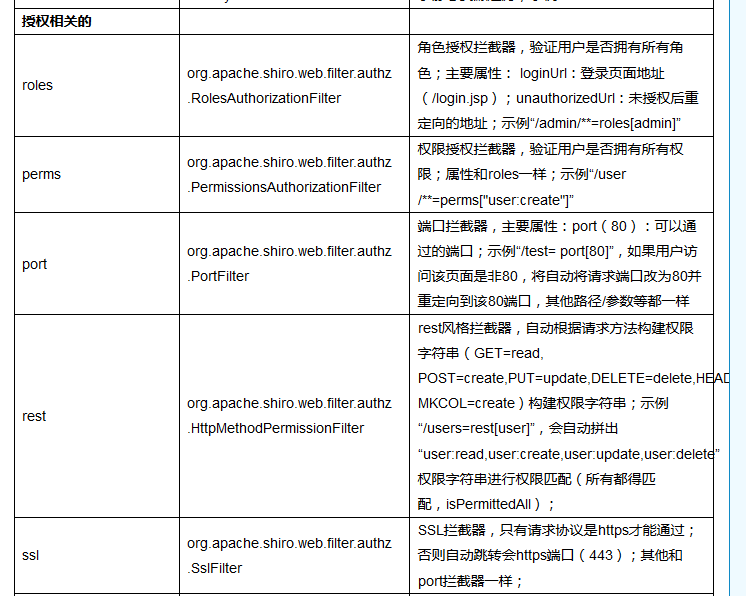 授权相关的
roles
org.apache.shiro.web.filter.authz
.RolesAuthorizationFilter
角色授权拦截器，验证用户是否拥有所有角
色；主要属性： loginUrl：登录页面地址
（/login.jsp）；unauthorizedUrl：未授权后重
定向的地址；示例“/admin/**=roles[admin]”
perms
org.apache.shiro.web.filter.authz
.PermissionsAuthorizationFilter
权限授权拦截器，验证用户是否拥有所有权
限；属性和roles一样；示例“/user
/**=perms["user:create"]”
port
org.apache.shiro.web.filter.authz
.PortFilter
端口拦截器，主要属性：port（80）：可以通
过的端口；示例“/test= port[80]”，如果用户访
问该页面是非80，将自动将请求端口改为80并
重定向到该80端口，其他路径/参数等都一样
rest
org.apache.shiro.web.filter.authz
.HttpMethodPermissionFilter
rest风格拦截器，自动根据请求方法构建权限
字符串（GET=read,
POST=create,PUT=update,DELETE=delete,HEAD
MKCOL=create）构建权限字符串；示例
“/users=rest[user]”，会自动拼出
“user:read,user:create,user:update,user:delete”
权限字符串进行权限匹配（所有都得匹
配，isPermittedAll）；
ssl
org.apache.shiro.web.filter.authz
.SslFilter
SSL拦截器，只有请求协议是https才能通过；
否则自动跳转会https端口（443）；其他和
port拦截器一样；